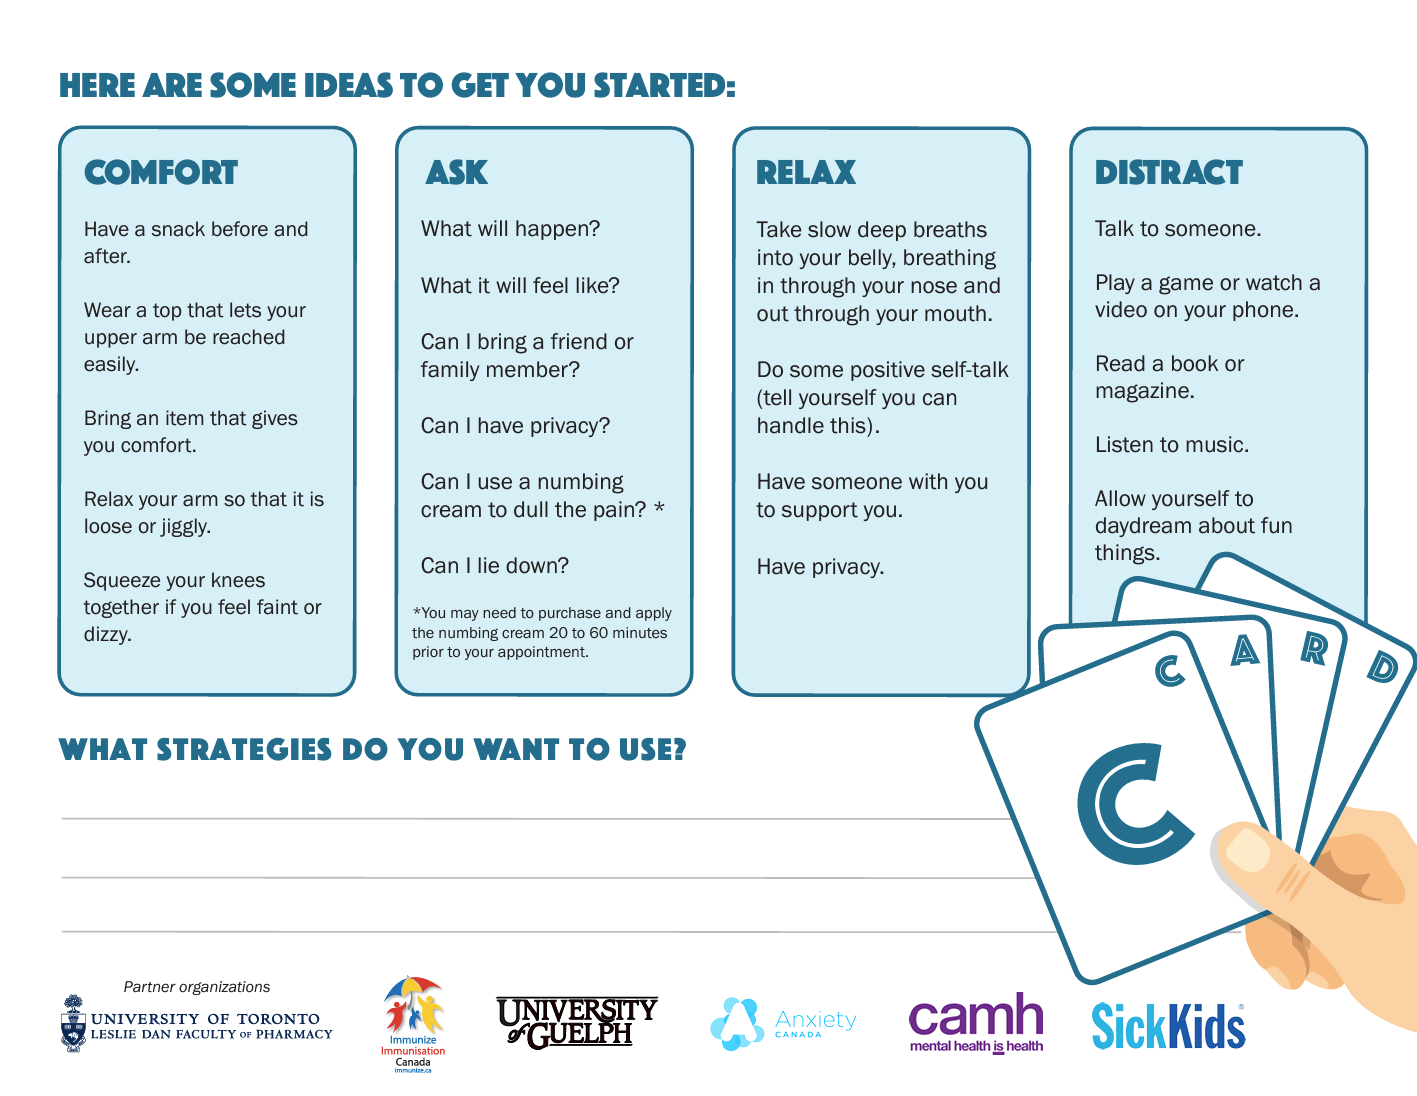 HERE ARE SOME IDEAS TO GET YOU STARTED:
COMFORT
Have a snack before and
after.
Wear a top that lets your
upper arm be reached
easily.
Bring an item that gives
you comfort.
Relax your arm so that it is
loose or jiggly.
Squeeze your knees
together if you feel faint or
dizzy.
ASK
What will happen?
What it will feel like?
Can I bring a friend or
family member?
Can I have privacy?
Can I use a numbing
cream to dull the pain? *
Can I lie down?
*You may need to purchase and apply
the numbing cream 20 to 60 minutes
prior to your appointment.
RELAX
Take slow deep breaths
into your belly, breathing
in through your nose and
out through your mouth.
Do some positive self-talk
(tell yourself you can
handle this).
Have someone with you
to support you.
Have privacy.
DISTRACT
Talk to someone.
Play a game or watch a
video on your phone.
Read a book or
magazine.
Listen to music.
Allow yourself to
daydream about fun
things.
C A R D
C
WHAT STRATEGIES DO YOU WANT TO USE?
Partner organizations
UNIVERSITY OF TORONTO
LESLIE DAN FACULTY OF PHARMACY
Immunize
Immunisation
Canada
immunize.ca
UNIVERSITY
of GUELPH
Anxiety
CANADA
camh
mental health is health
SickKids®